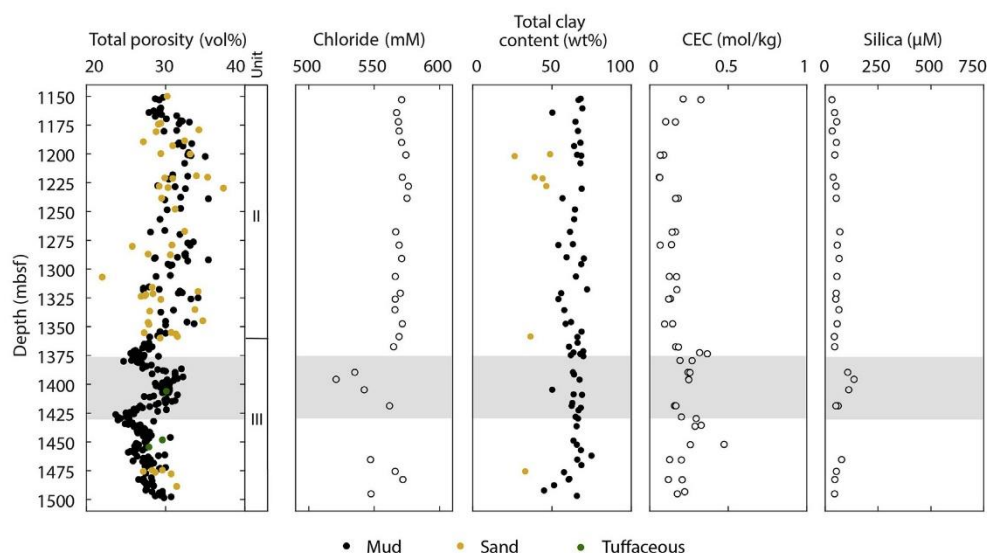 Total porosity (vol%)
20 30 40
Unit
Chloride (mM)
500 550 600
Total clay
content (wt%)
0 50 100
CEC (mol/kg)
0 0.5 1
Silica (µM)
0 250 500 750
Depth (mbsf)
1150
1175
1200
1225
1250
1275
1300
1325
1350
1375
1400
1425
1450
1475
1500
II
III
Mud Sand Tuffaceous